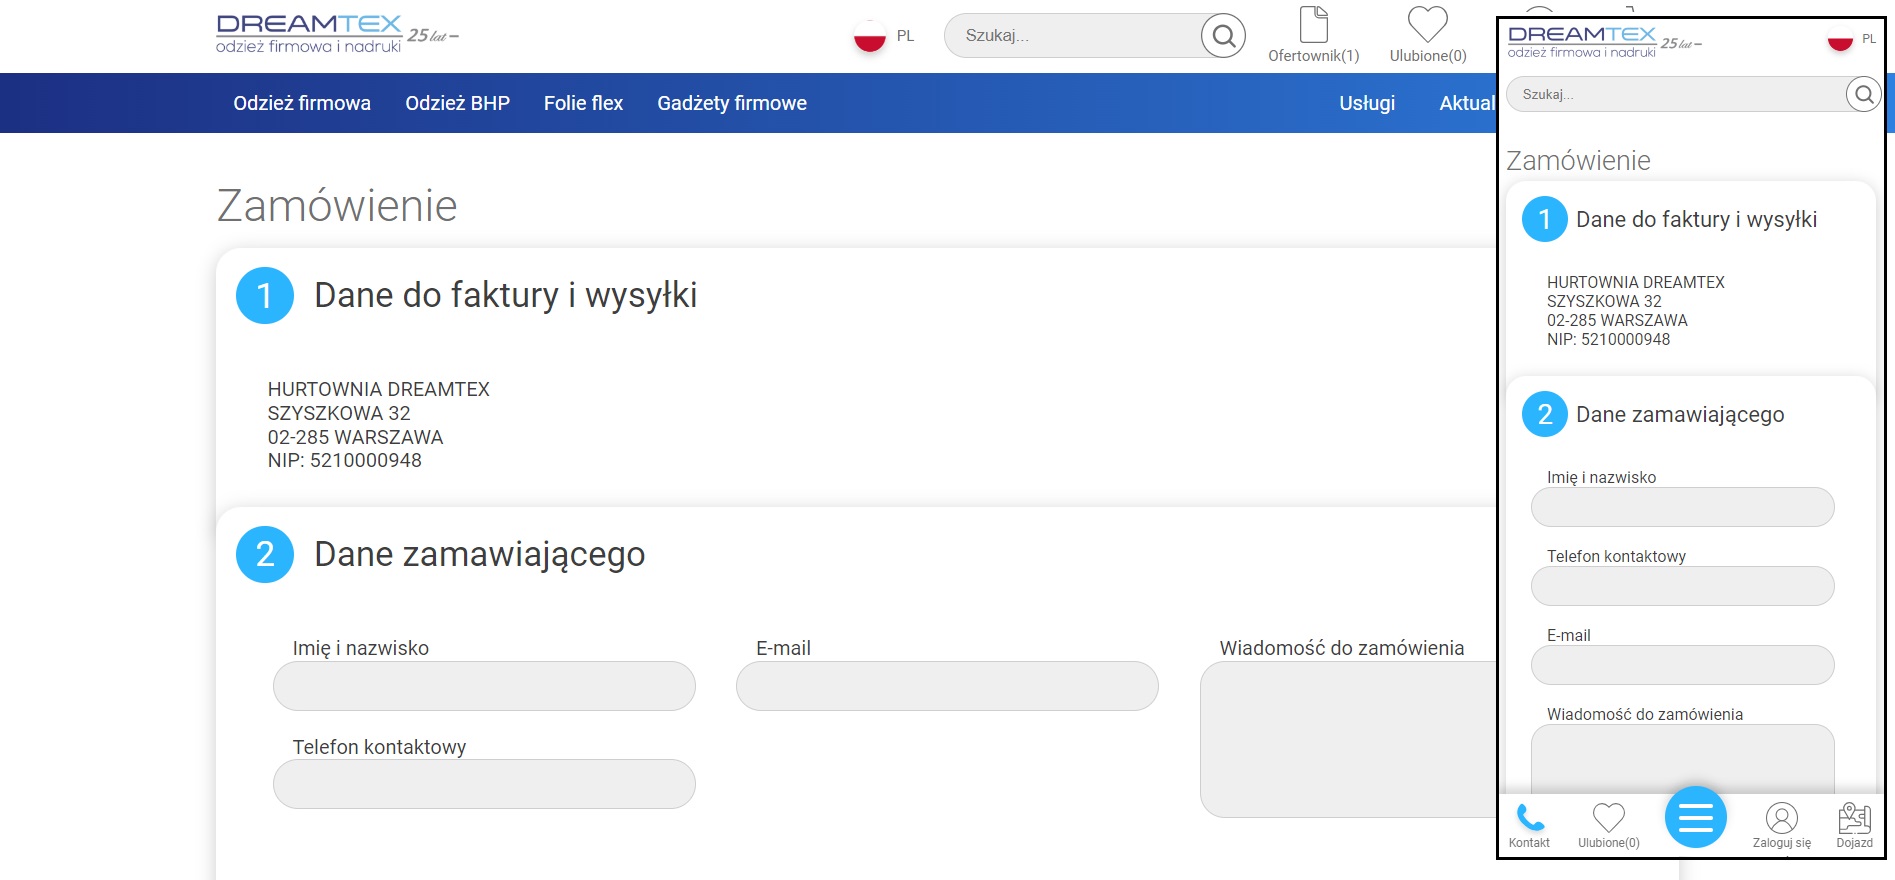 DREAMTEX
odzież firmowa i nadruki 25 lat
PL
Szukaj...
Ofertownik(1)
Ulubione(0)
Odzież firmowa
Odzież BHP
Folie flex
Gadżety firmowe
Usługi
Aktual
Zamówienie
1 Dane do faktury i wysyłki
HURTOWNIA DREAMTEX
SZYSZKOWA 32
02-285 WARSZAWA
NIP: 5210000948
2 Dane zamawiającego
Imię i nazwisko
E-mail
Wiadomość do zamówienia
Telefon kontaktowy
DREAMTEX
odzież firmowa i nadruki 25 lat
PL
Szukaj...
Zamówienie
1 Dane do faktury i wysyłki
HURTOWNIA DREAMTEX
SZYSZKOWA 32
02-285 WARSZAWA
NIP: 5210000948
2 Dane zamawiającego
Imię i nazwisko
Telefon kontaktowy
E-mail
Wiadomość do zamówienia
Kontakt
Ulubione(0)
Zaloguj się
Dojazd